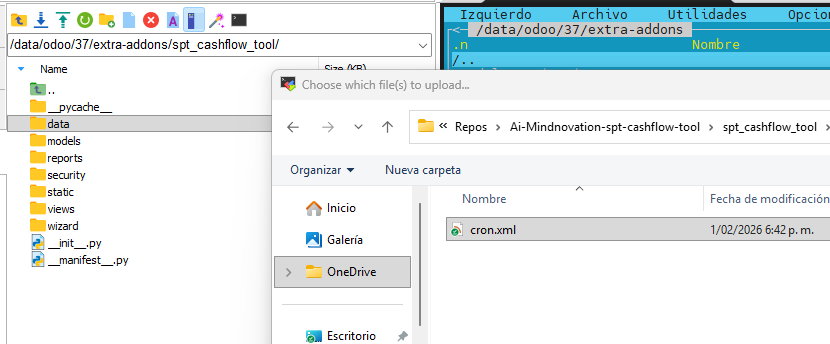 Izquierdo Archivo Utilidades Opcion
/data/odoo/37/extra-addons/spt_cashflow_tool/
<— /data/odoo/37/extra-addons
.n Nombre
/..
Name Size (KB)
..
__pycache__
data
models
reports
security
static
views
wizard
__init__.py
__manifest__.py
Choose which file(s) to upload...
« Repos > Ai-Mindnovation-spt-cashflow-tool > spt_cashflow_tool >
Organizar Nueva carpeta
Inicio
Galería
OneDrive
Escritorio
Nombre Fecha de modificación
cron.xml 1/02/2026 6:42 p. m.